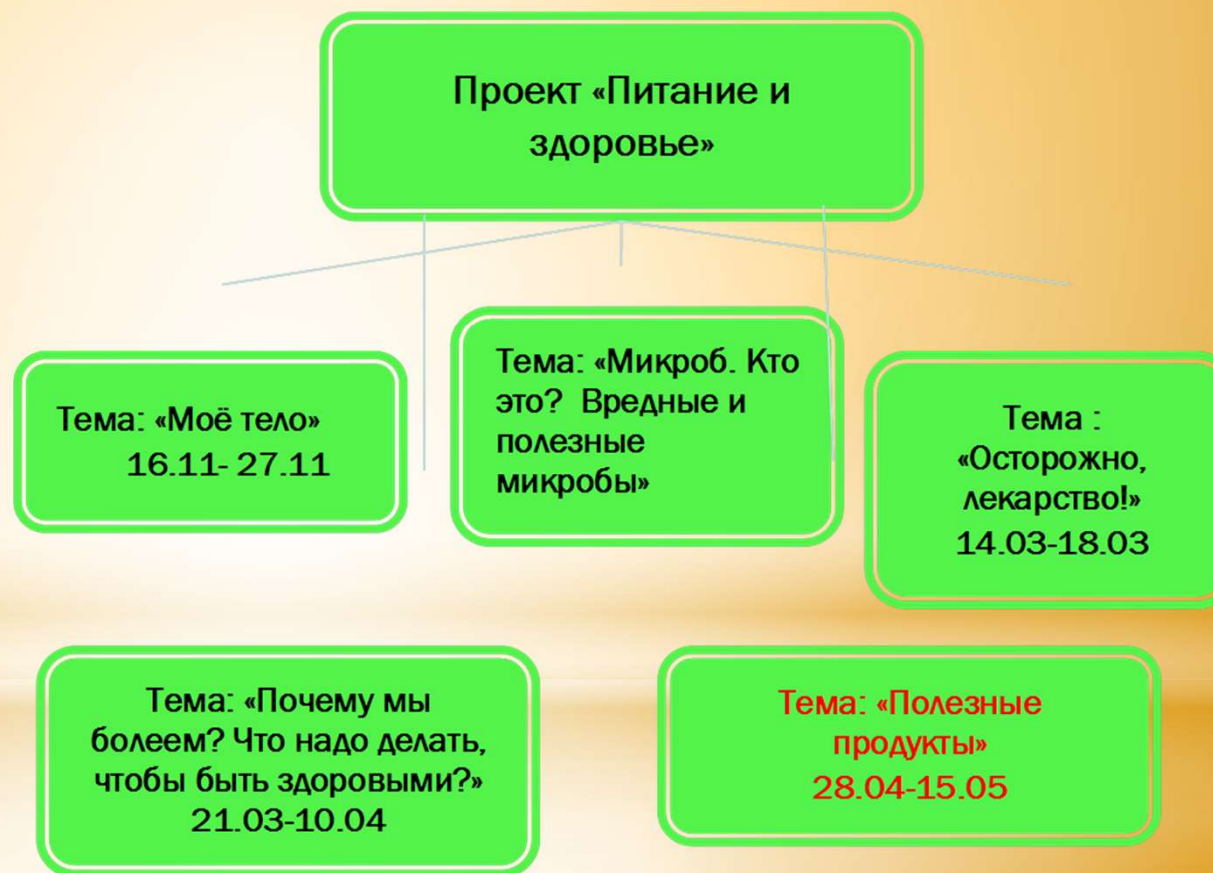 Проект «Питание и
здоровье»
Тема: «Моё тело»
16.11- 27.11
Тема: «Микроб. Кто
это?  Вредные и
полезные
микробы»
Тема :
«Осторожно,
лекарство!»
14.03-18.03
Тема: «Почему мы
болеем? Что надо делать,
чтобы быть здоровыми?»
21.03-10.04
Тема: «Полезные
продукты»
28.04-15.05